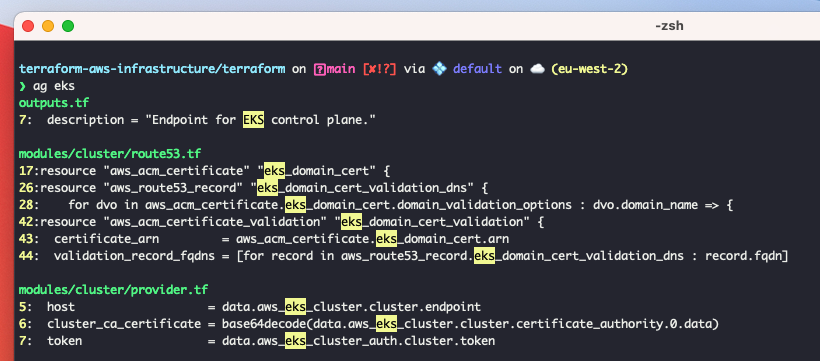 -zsh
terraform-aws-infrastructure/terraform on main [✘!?] via 💠 default on ☁️ (eu-west-2)
❯ ag eks
outputs.tf
7:  description = "Endpoint for EKS control plane."
modules/cluster/route53.tf
17:resource "aws_acm_certificate" "eks_domain_cert" {
26:resource "aws_route53_record" "eks_domain_cert_validation_dns" {
28:    for dvo in aws_acm_certificate.eks_domain_cert.domain_validation_options : dvo.domain_name => {
42:resource "aws_acm_certificate_validation" "eks_domain_cert_validation" {
43:  certificate_arn         = aws_acm_certificate.eks_domain_cert.arn
44:  validation_record_fqdns = [for record in aws_route53_record.eks_domain_cert_validation_dns : record.fqdn]
modules/cluster/provider.tf
5:  host                   = data.aws_eks_cluster.cluster.endpoint
6:  cluster_ca_certificate = base64decode(data.aws_eks_cluster.cluster.certificate_authority.0.data)
7:  token                  = data.aws_eks_cluster_auth.cluster.token